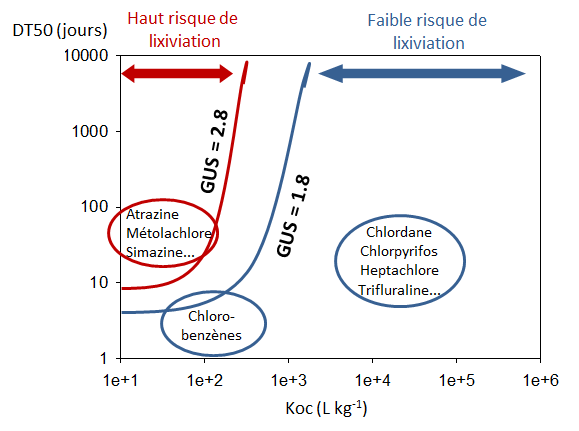 Haut risque de
lixiviation
Faible risque de
lixiviation
DT50 (jours)
10000
1000
100
10
1
GUS = 2.8
GUS = 1.8
Atrazine
Métolachlore
Simazine...
Chloro-
benzènes
Chlordane
Chlorpyrifos
Heptachlore
Trifluraline...
1e+1 1e+2 1e+3 1e+4 1e+5 1e+6
Koc (L kg⁻¹)